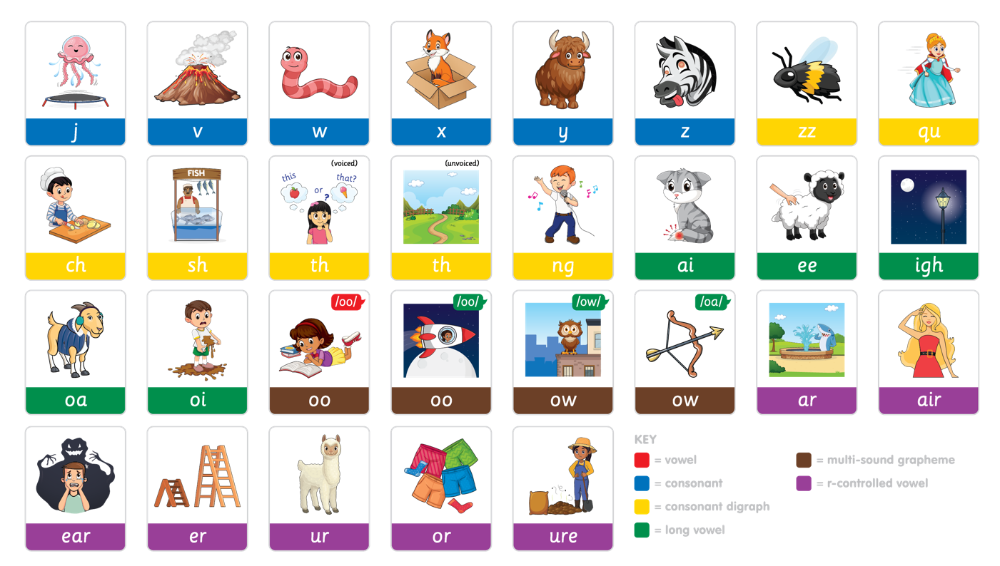 j
v
w
x
y
z
zz
qu
ch
FISH
sh
(voiced)
this
or
that?
?
th
(unvoiced)
th
ng
ai
ee
igh
oa
oi
/oo/
oo
/oo/
oo
/ow/
ow
/oa/
ow
ar
air
ear
er
ur
or
ure
KEY
= vowel
= consonant
= consonant digraph
= long vowel
= multi-sound grapheme
= r-controlled vowel